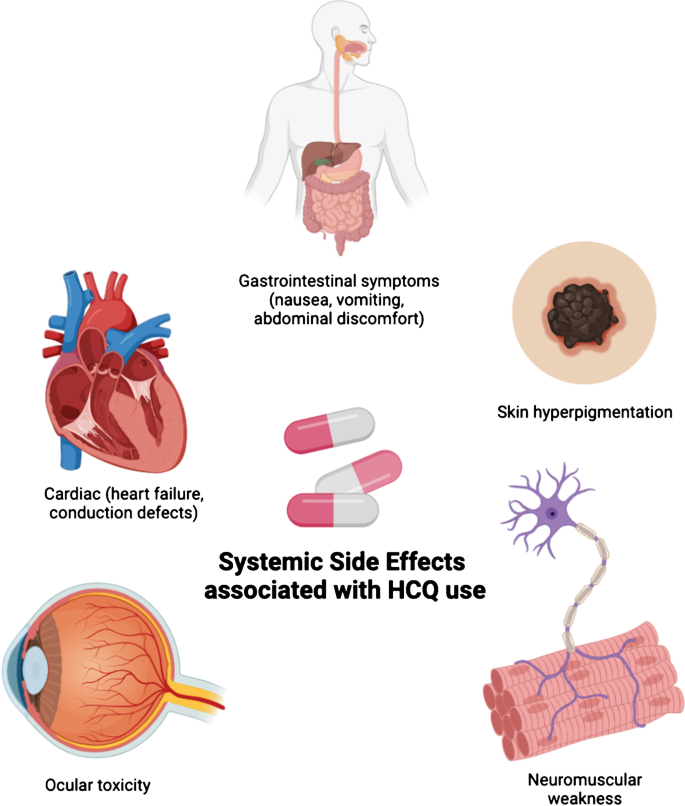 Gastrointestinal symptoms
(nausea, vomiting,
abdominal discomfort)
Skin hyperpigmentation
Cardiac (heart failure,
conduction defects)
Systemic Side Effects
associated with HCQ use
Ocular toxicity
Neuromuscular
weakness